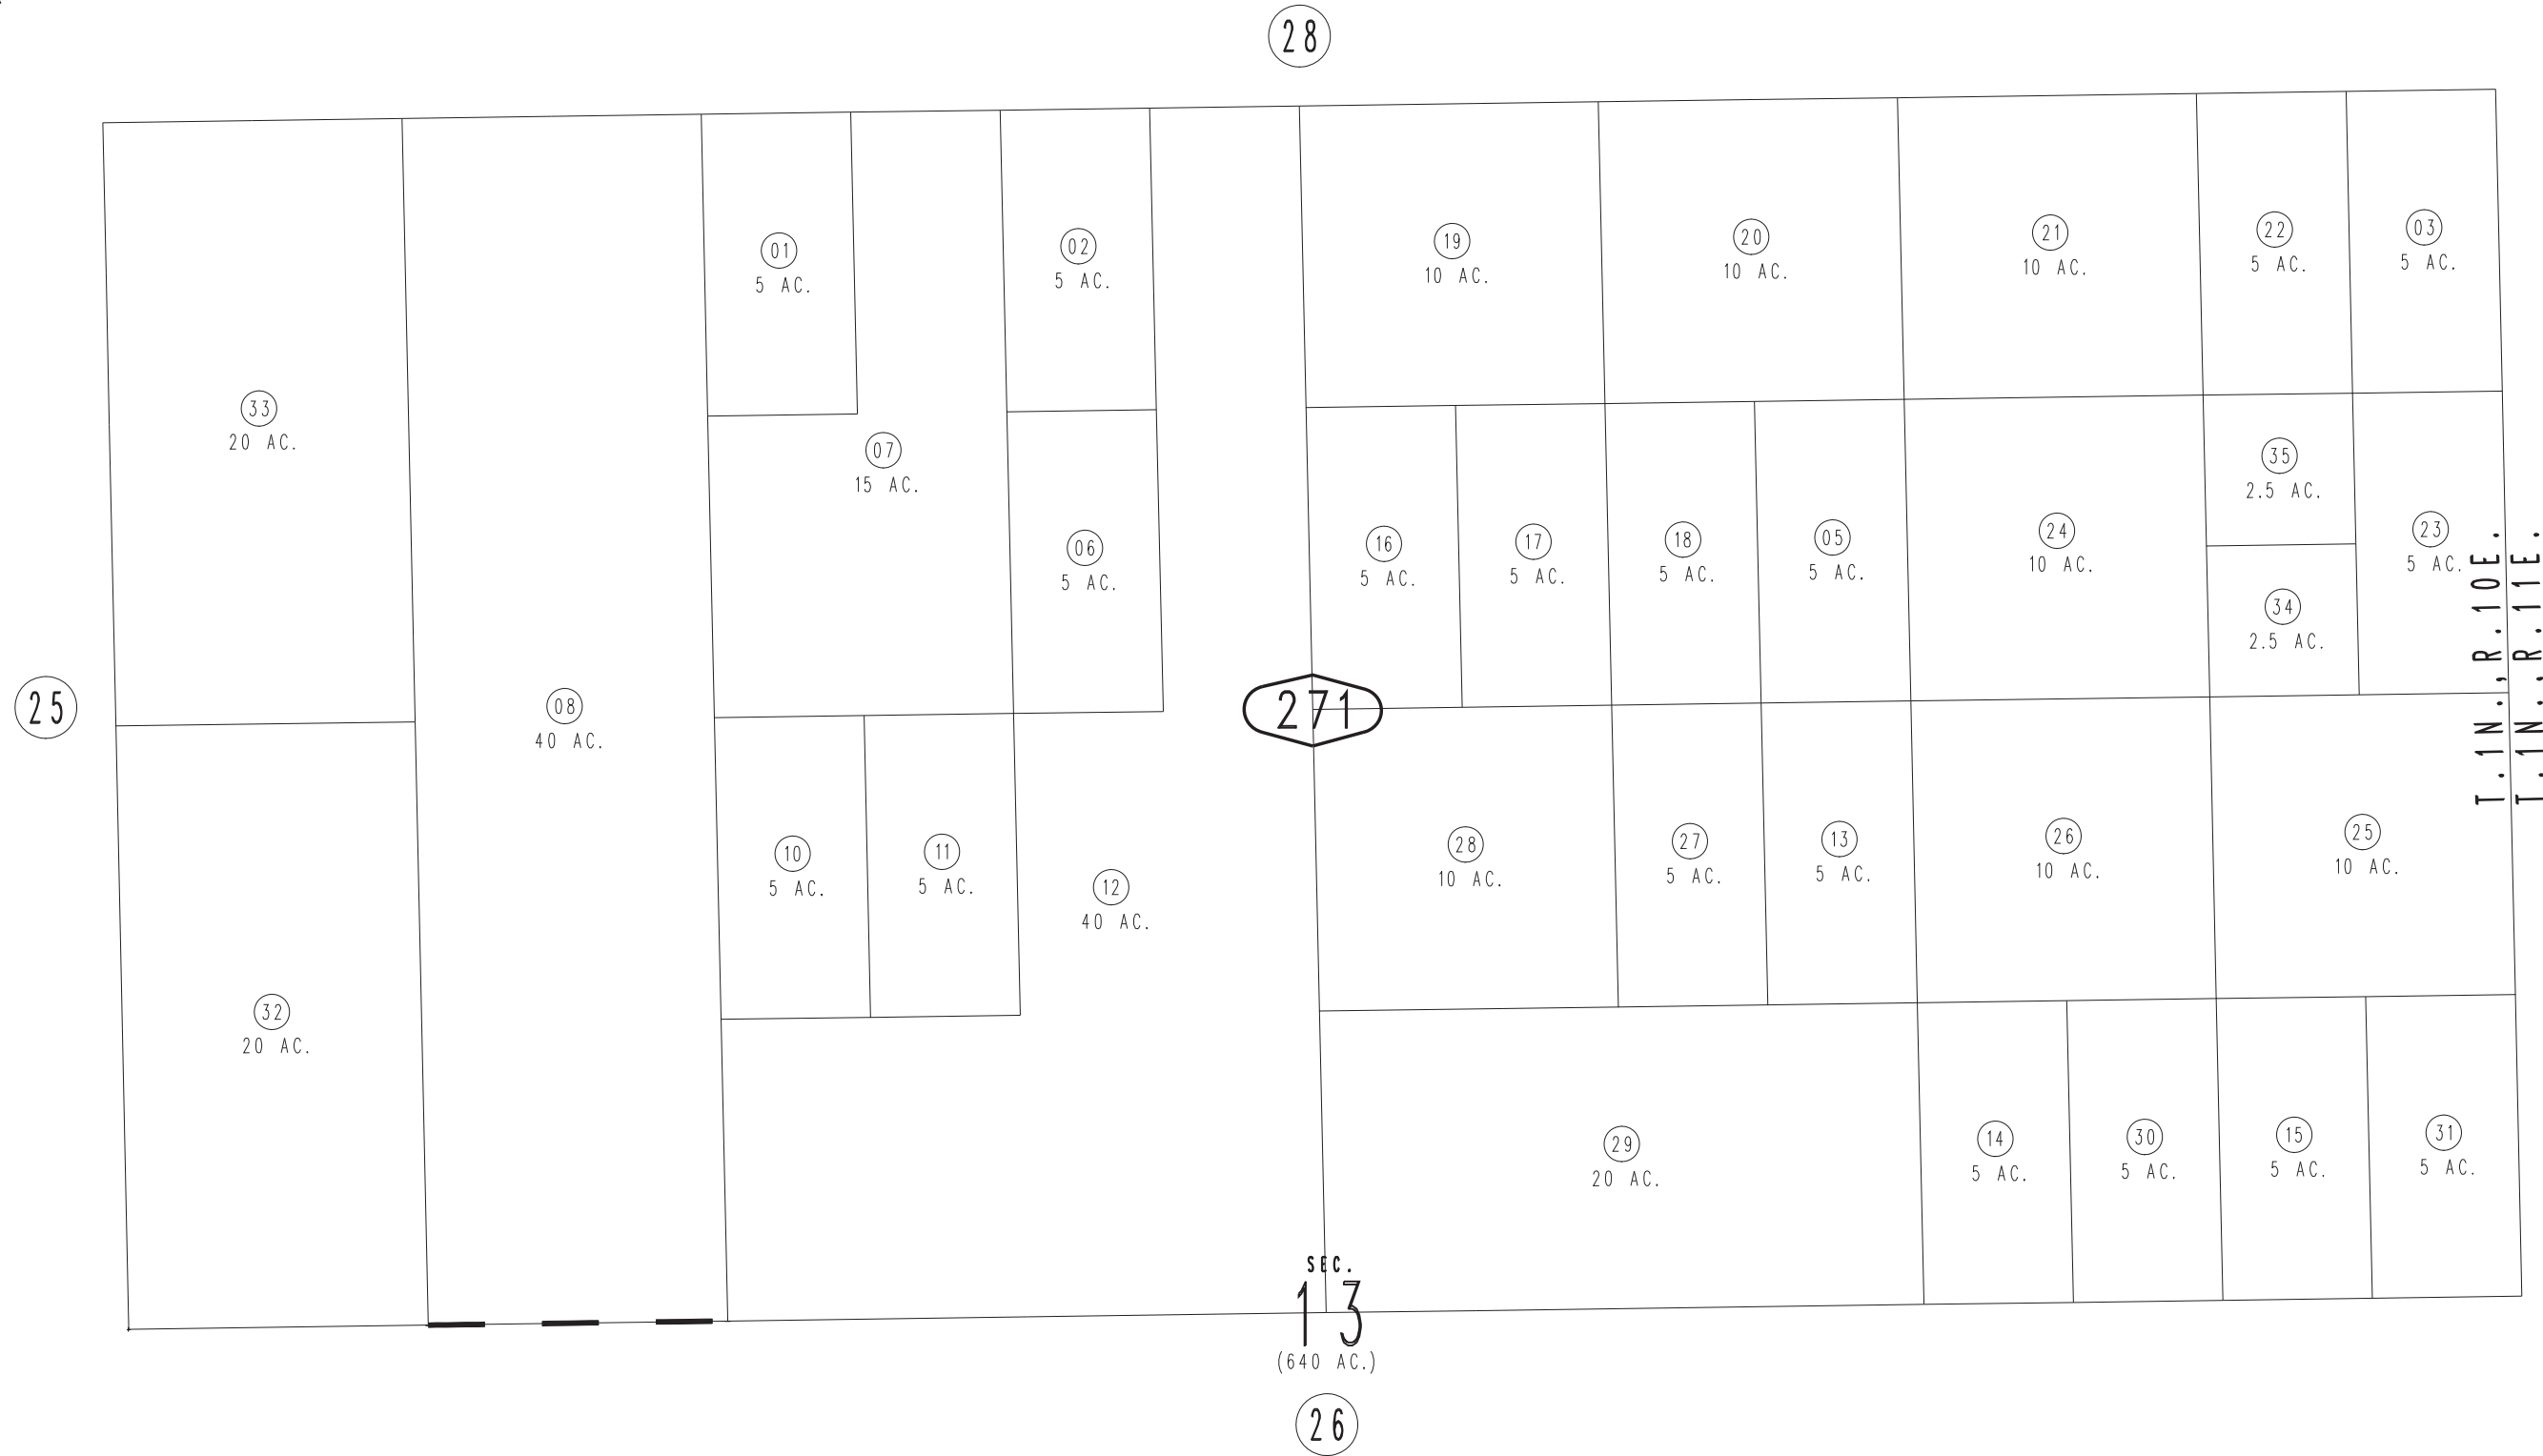 28
01
5 AC.
02
5 AC.
19
10 AC.
20
10 AC.
21
10 AC.
22
5 AC.
03
5 AC.
33
20 AC.
07
15 AC.
06
5 AC.
16
5 AC.
17
5 AC.
18
5 AC.
05
5 AC.
24
10 AC.
35
2.5 AC.
34
2.5 AC.
23
5 AC.
T.1N.,R.10E.
T.1N.,R.11E.
25
08
40 AC.
271
10
5 AC.
11
5 AC.
12
40 AC.
28
10 AC.
27
5 AC.
13
5 AC.
26
10 AC.
25
10 AC.
32
20 AC.
29
20 AC.
14
5 AC.
30
5 AC.
15
5 AC.
31
5 AC.
SEC.
13
(640 AC.)
26